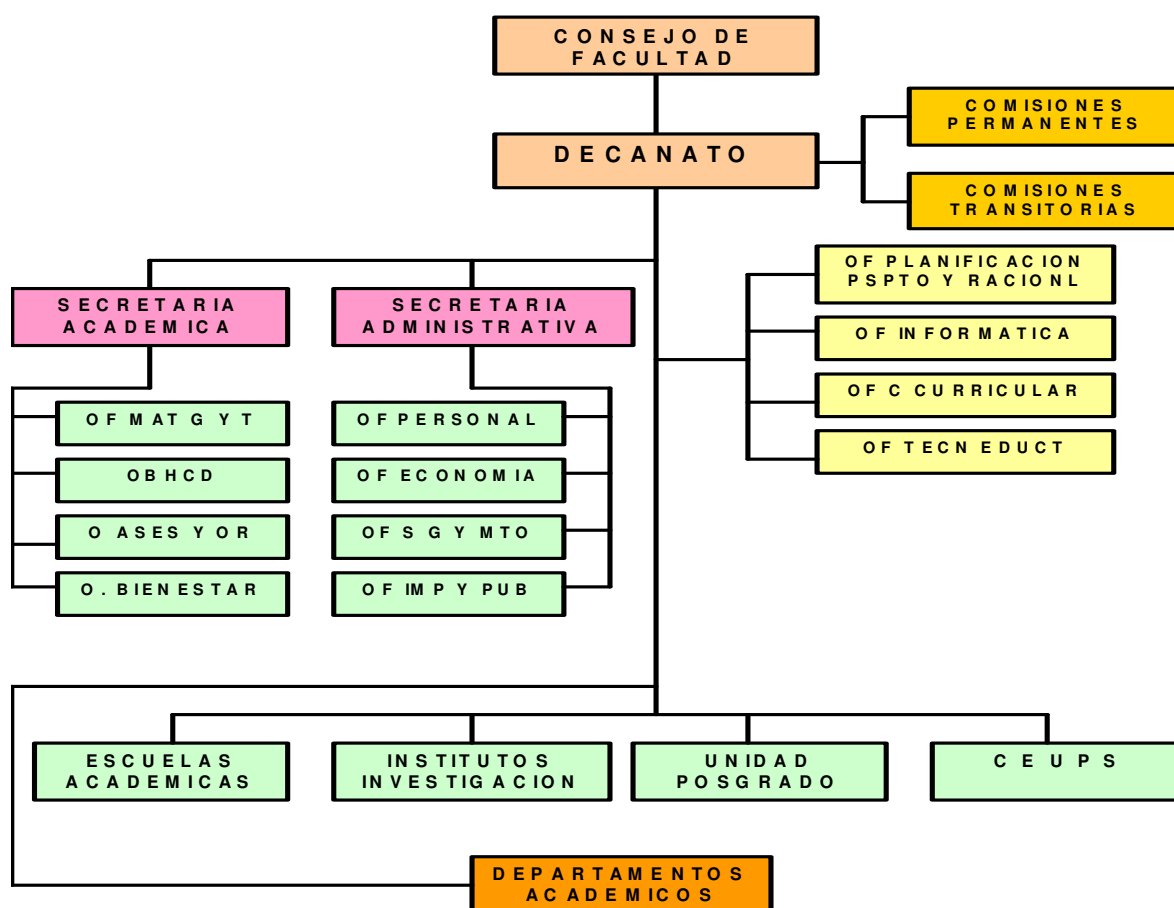 CONSEJO DE
FACULTAD
COMISIONES
PERMANENTES
DECANATO
COMISIONES
TRANSITORIAS
OF PLANIFICACION
PSPTO Y RACIONL
SECRETARIA
ACADEMICA
SECRETARIA
ADMINISTRATIVA
OF INFORMATICA
OF C CURRICULAR
OF TECN EDUCT
OF MAT G YT
OF PERSONAL
OBHCD
OF ECONOMIA
O ASES YOR
OF S G Y MTO
O. BIENESTAR
OF IMP Y PUB
ESCUELAS
ACADEMICAS
INSTITUTOS
INVESTIGACION
UNIDAD
POSGRADO
CEUPS
DEPARTAMENTOS
ACADEMICOS